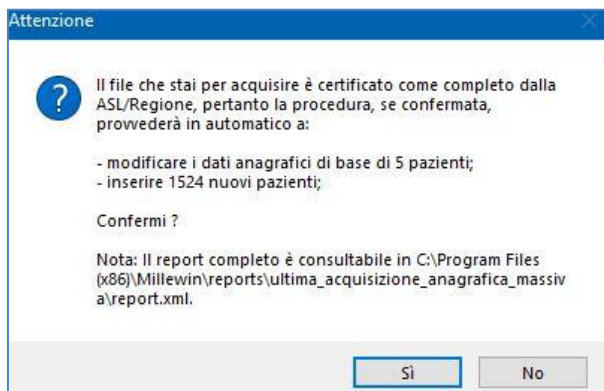 Attenzione
Il file che stai per acquisire è certificato come completo dalla
ASL/Regione, pertanto la procedura, se confermata,
provvederà in automatico a:
- modificare i dati anagrafici di base di 5 pazienti;
- inserire 1524 nuovi pazienti;
Confermi ?
Nota: Il report completo è consultabile in C:\Program Files
(x86)\Millewin\reports\ultima_acquisizione_anagrafica_massiv
a\report.xml.
Sì
No